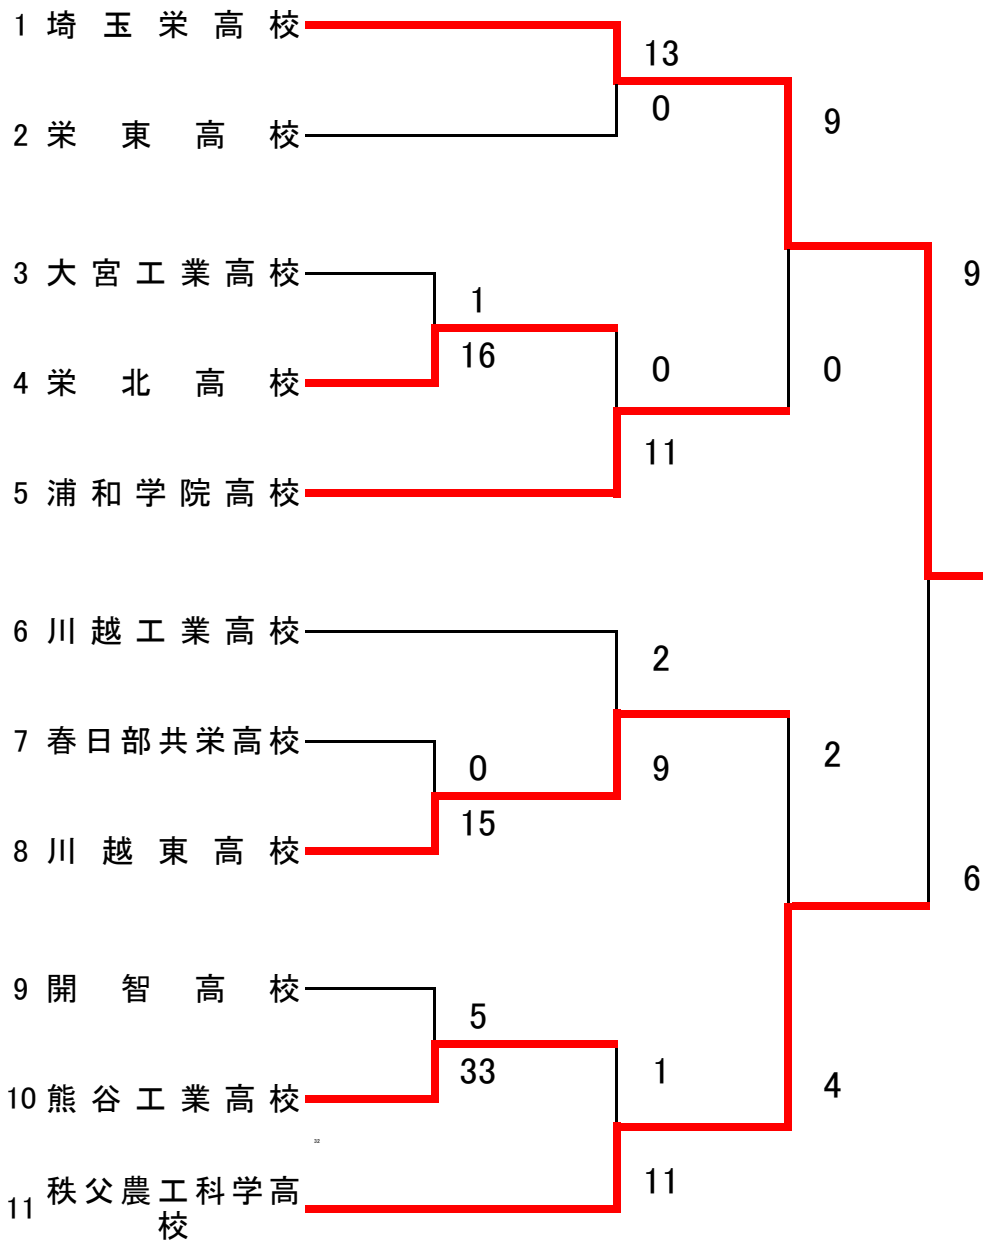 1 埼玉栄高校
13
0
2 栄東高校
9
3 大宮工業高校
9
1
16
0
0
4 栄北高校
11
5 浦和学院高校
6 川越工業高校
2
7 春日部共栄高校
2
0
9
15
8 川越東高校
6
9 開智高校
5
33
1
4
10 熊谷工業高校
32
11
11 秩父農工科学高
校